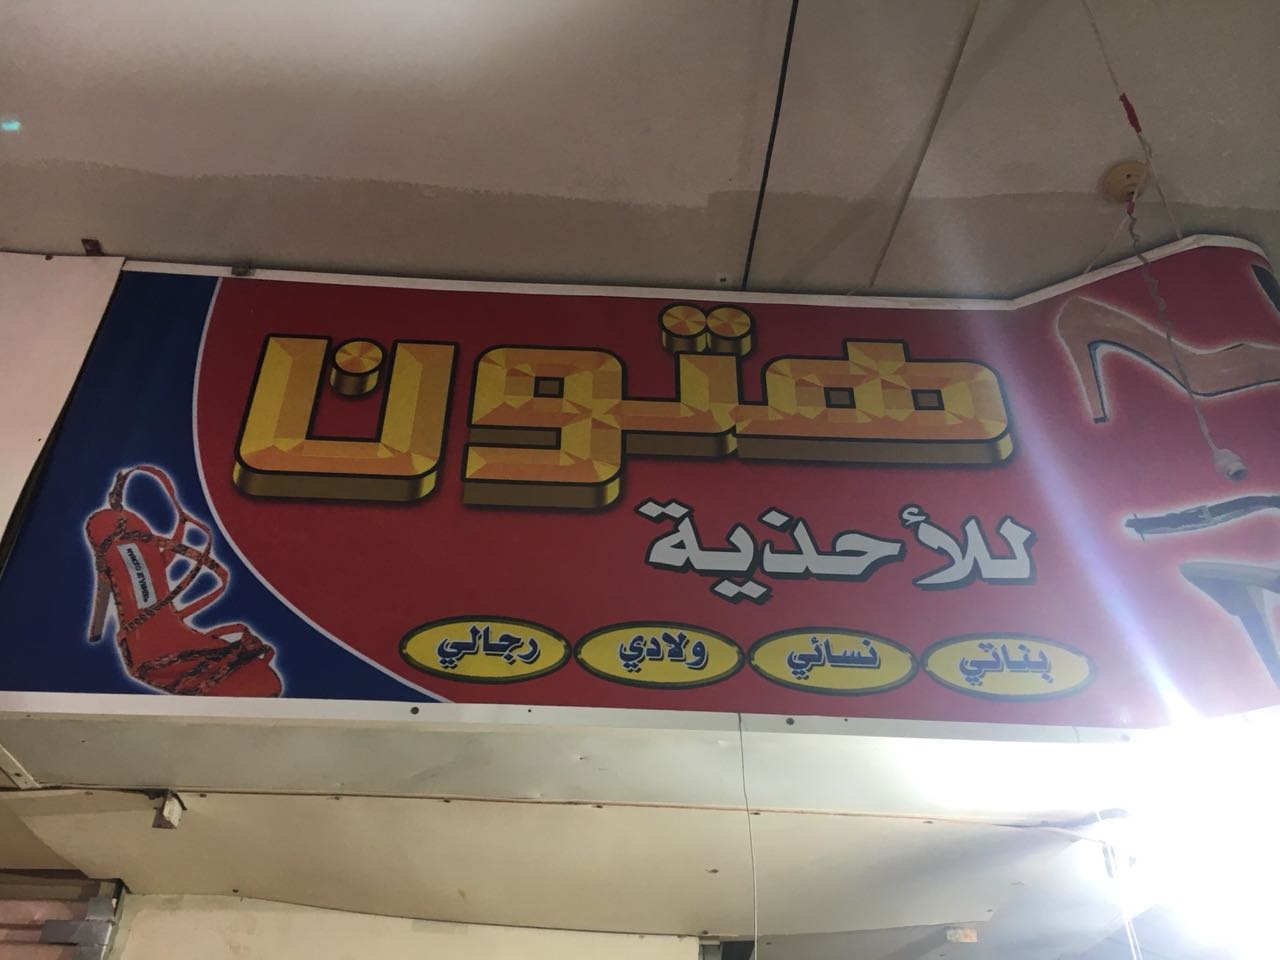 هتون
للأحذية
بناتي نسائي ولادي رجالي